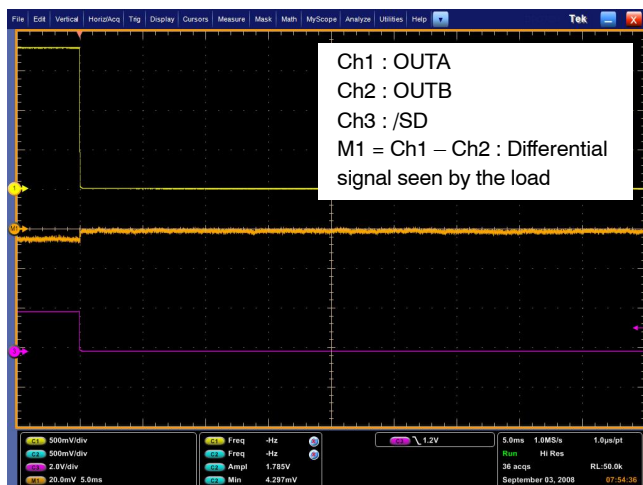 File Edit Vertical Horiz/Acq Trig Display Cursors Measure Mask Math MyScope Analyze Utilities Help Tek X
Ch1 : OUTA
Ch2 : OUTB
Ch3 : /SD
M1 = Ch1 – Ch2 : Differential
signal seen by the load
1
M1
C1 500mV/div
C2 500mV/div
C3 2.0V/div
M1 20.0mV 5.0ms
C1 Freq -Hz
C2 Freq -Hz
C3 Ampl 1.785V
C2 Min 4.297mV
C3 1.2V
5.0ms 1.0MS/s 1.0µs/pt
Run Hi Res
36 acqs RL:50.0k
September 03, 2008 07:54:36